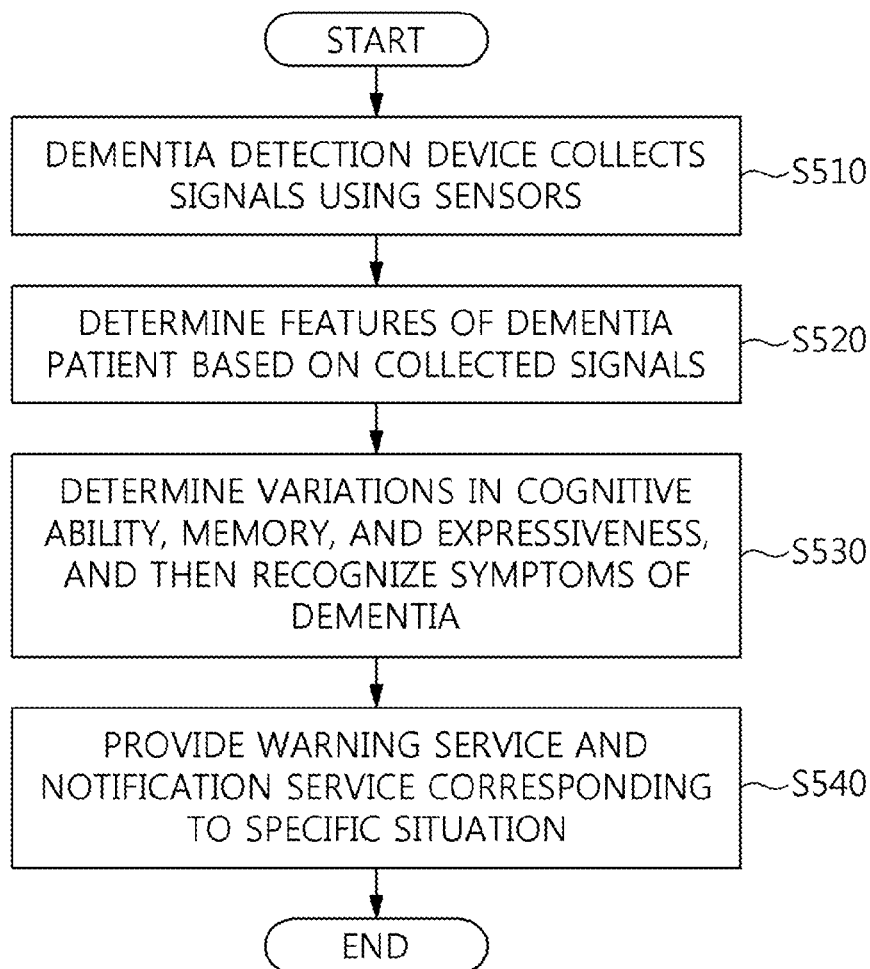 START
DEMENTIA DETECTION DEVICE COLLECTS
SIGNALS USING SENSORS
S510
DETERMINE FEATURES OF DEMENTIA
PATIENT BASED ON COLLECTED SIGNALS
S520
DETERMINE VARIATIONS IN COGNITIVE
ABILITY, MEMORY, AND EXPRESSIVENESS,
AND THEN RECOGNIZE SYMPTOMS OF
DEMENTIA
S530
PROVIDE WARNING SERVICE AND
NOTIFICATION SERVICE CORRESPONDING
TO SPECIFIC SITUATION
S540
END